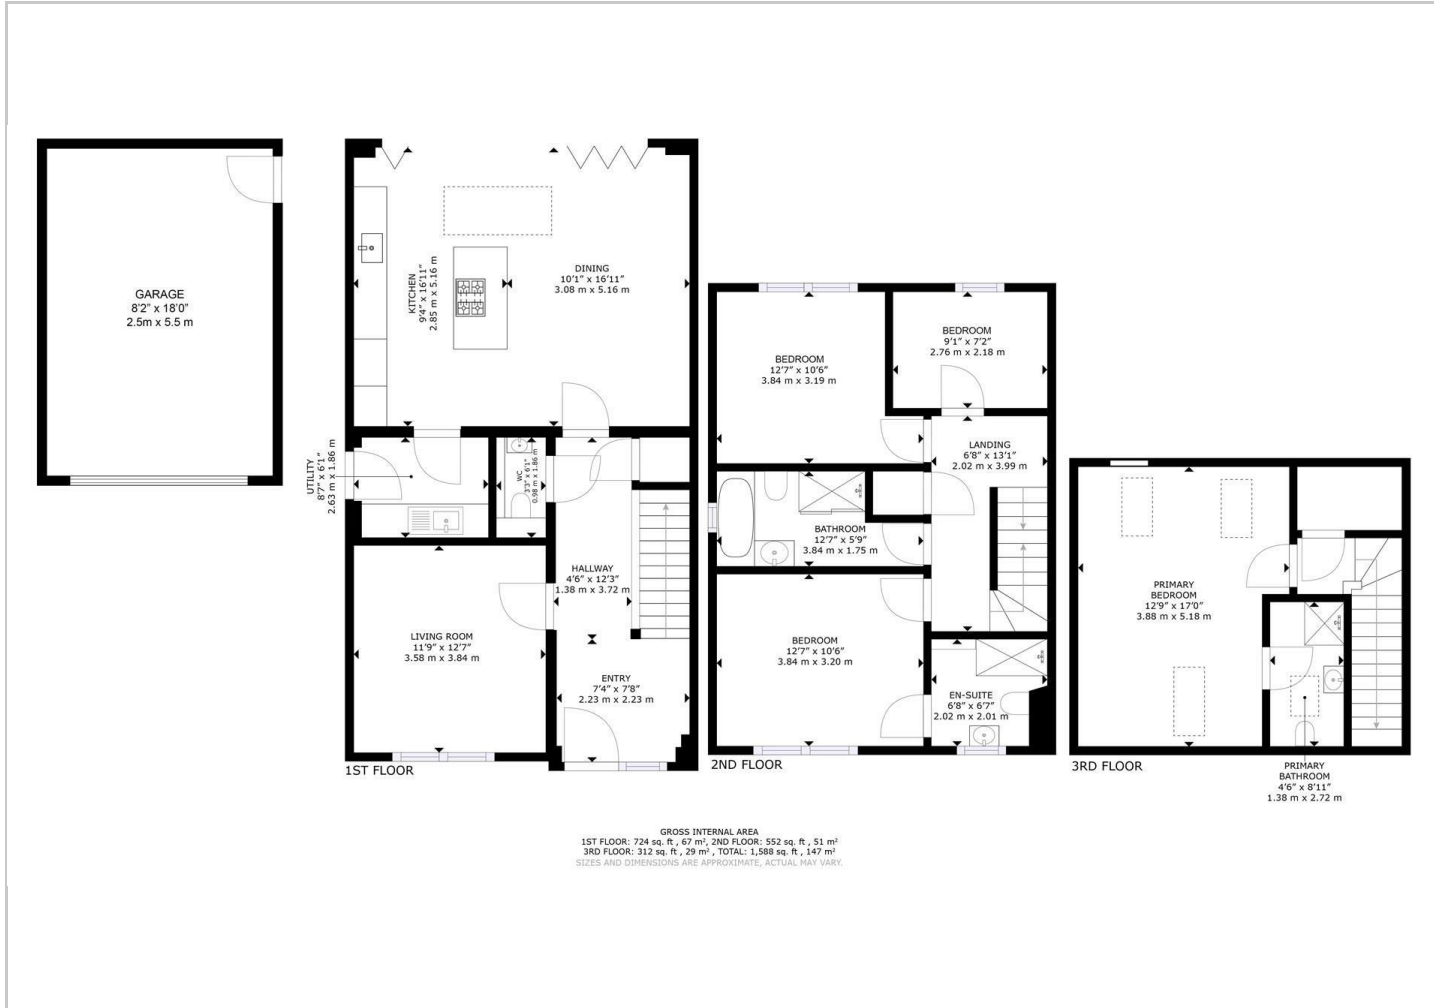 GARAGE
8'2" x 18'0"
2.5m x 5.5 m
KITCHEN
9'4" x 16'11"
2.85 m x 5.16 m
DINING
10'1" x 16'11"
3.08 m x 5.16 m
UTILITY
8'7" x 6'1"
2.63 m x 1.86 m
WC
3'3" x 6'1"
0.98 m x 1.86 m
HALLWAY
4'6" x 12'3"
1.38 m x 3.72 m
LIVING ROOM
11'9" x 12'7"
3.58 m x 3.84 m
ENTRY
7'4" x 7'8"
2.23 m x 2.23 m
1ST FLOOR
BEDROOM
12'7" x 10'6"
3.84 m x 3.19 m
BEDROOM
9'1" x 7'2"
2.76 m x 2.18 m
LANDING
6'8" x 13'1"
2.02 m x 3.99 m
BATHROOM
12'7" x 5'9"
3.84 m x 1.75 m
BEDROOM
12'7" x 10'6"
3.84 m x 3.20 m
EN-SUITE
6'8" x 6'7"
2.02 m x 2.01 m
2ND FLOOR
PRIMARY
BEDROOM
12'9" x 17'0"
3.88 m x 5.18 m
3RD FLOOR
PRIMARY
BATHROOM
4'6" x 8'11"
1.38 m x 2.72 m
GROSS INTERNAL AREA
1ST FLOOR: 724 sq. ft , 67 m², 2ND FLOOR: 552 sq. ft , 51 m²
3RD FLOOR: 312 sq. ft , 29 m² , TOTAL: 1,588 sq. ft , 147 m²
SIZES AND DIMENSIONS ARE APPROXIMATE, ACTUAL MAY VARY.